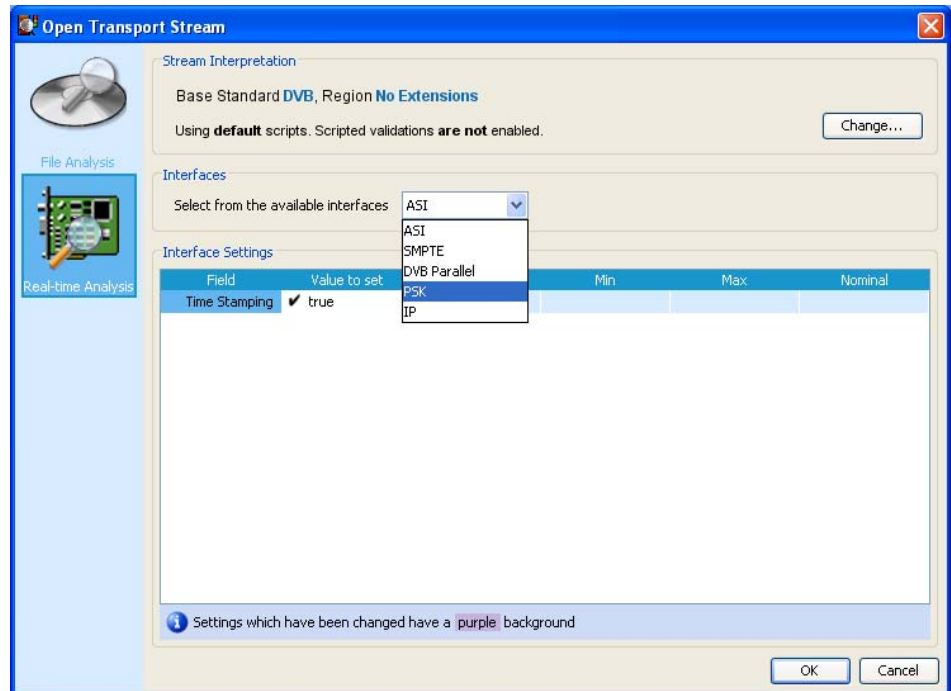 Open Transport Stream
Stream Interpretation
Base Standard DVB, Region No Extensions
Using default scripts. Scripted validations are not enabled.
Change...
File Analysis
Real-time Analysis
Interfaces
Select from the available interfaces ASI
ASI
SMPTE
DVB Parallel
PSK
IP
Interface Settings
Field Value to set Min Max Nominal
Time Stamping ✔ true
Settings which have been changed have a purple background
OK Cancel